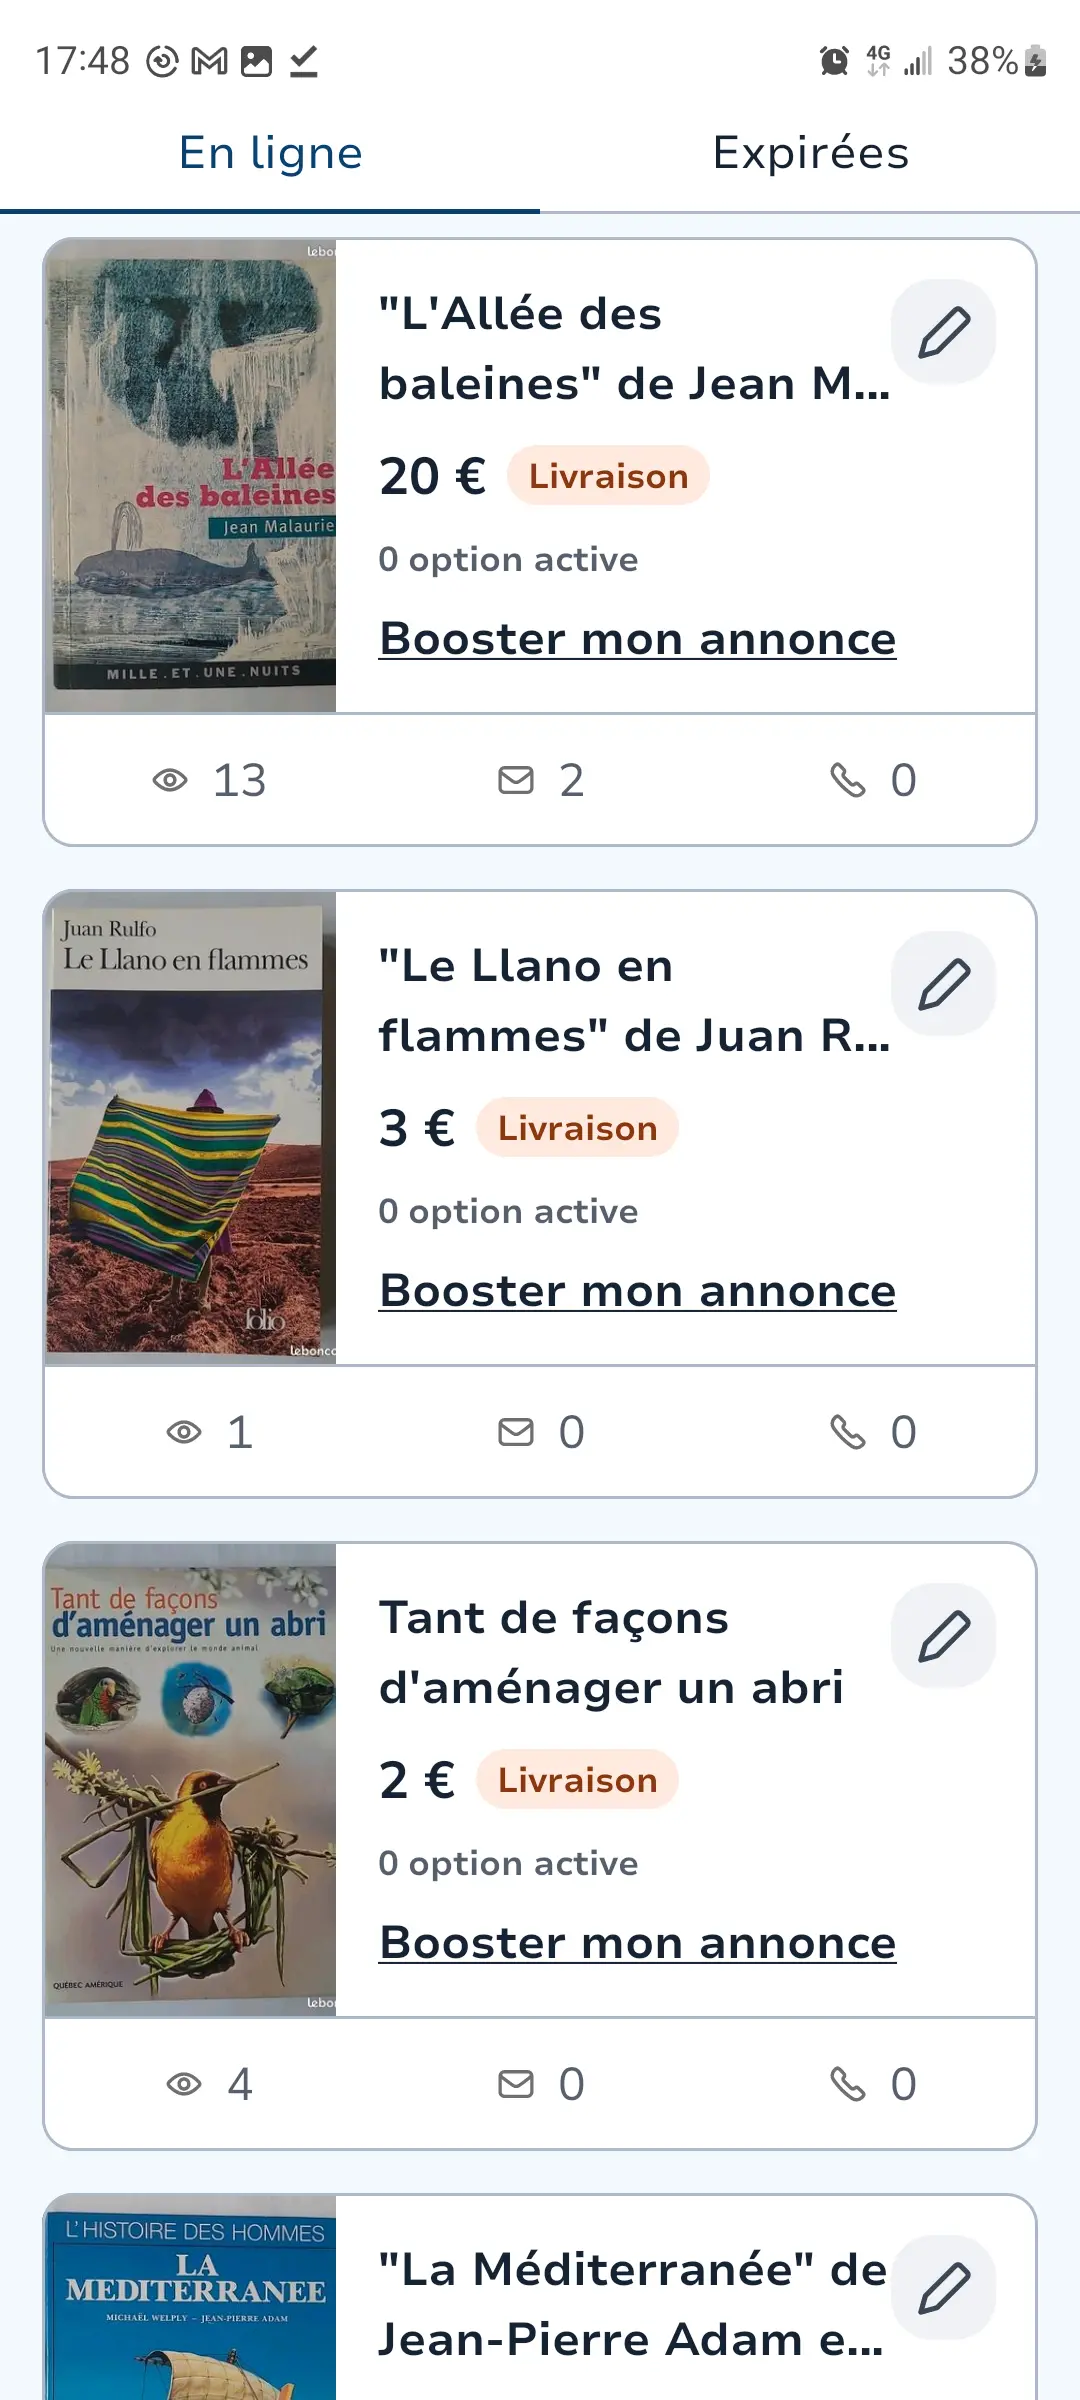 17:48
4G
38%
En ligne
Expirées
leboi
L'Allée
des baleines
Jean Malaurie
MILLE.ET.UNE.NUITS
"L'Allée des
baleines" de Jean M...
20 €
Livraison
0 option active
Booster mon annonce
13
2
0
Juan Rulfo
Le Llano en flammes
folio
lebonco
"Le Llano en
flammes" de Juan R...
3 €
Livraison
0 option active
Booster mon annonce
1
0
0
Tant de façons
d'aménager un abri
Une nouvelle manière d'explorer le monde animal
QUÉBEC AMÉRIQUE
leboi
Tant de façons
d'aménager un abri
2 €
Livraison
0 option active
Booster mon annonce
4
0
0
L'HISTOIRE DES HOMMES
LA
MEDITERRANEE
MICHAËL WELPLY – JEAN-PIERRE ADAM
"La Méditerranée" de
Jean-Pierre Adam e...